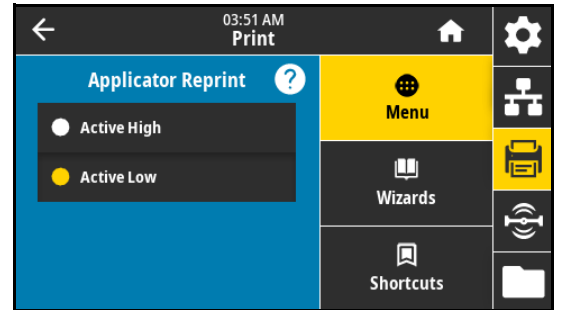 03:51 AM
Print
Applicator Reprint ?
Active High
Active Low
Menu
Wizards
Shortcuts